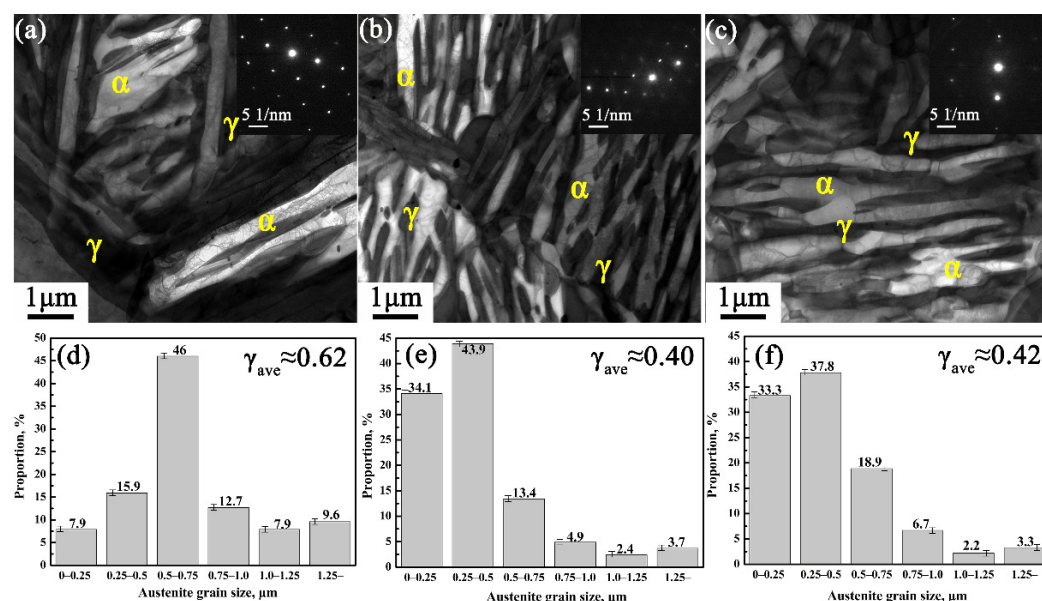 (a)
α
γ
5 1/nm
α
γ
1μm
(b)
α
5 1/nm
α
γ
γ
1μm
(c)
5 1/nm
γ
α
γ
α
1μm
(d)
γave≈0.62
Proportion, %
50
45
40
35
30
25
20
15
10
5
0
7.9
15.9
46
12.7
7.9
9.6
0–0.25 0.25–0.5 0.5–0.75 0.75–1.0 1.0–1.25 1.25–
Austenite grain size, μm
(e)
γave≈0.40
Proportion, %
45
40
35
30
25
20
15
10
5
0
34.1
43.9
13.4
4.9
2.4
3.7
0–0.25 0.25–0.5 0.5–0.75 0.75–1.0 1.0–1.25 1.25–
Austenite grain size, μm
(f)
γave≈0.42
Proportion, %
45
40
35
30
25
20
15
10
5
0
33.3
37.8
18.9
6.7
2.2
3.3
0–0.25 0.25–0.5 0.5–0.75 0.75–1.0 1.0–1.25 1.25–
Austenite grain size, μm